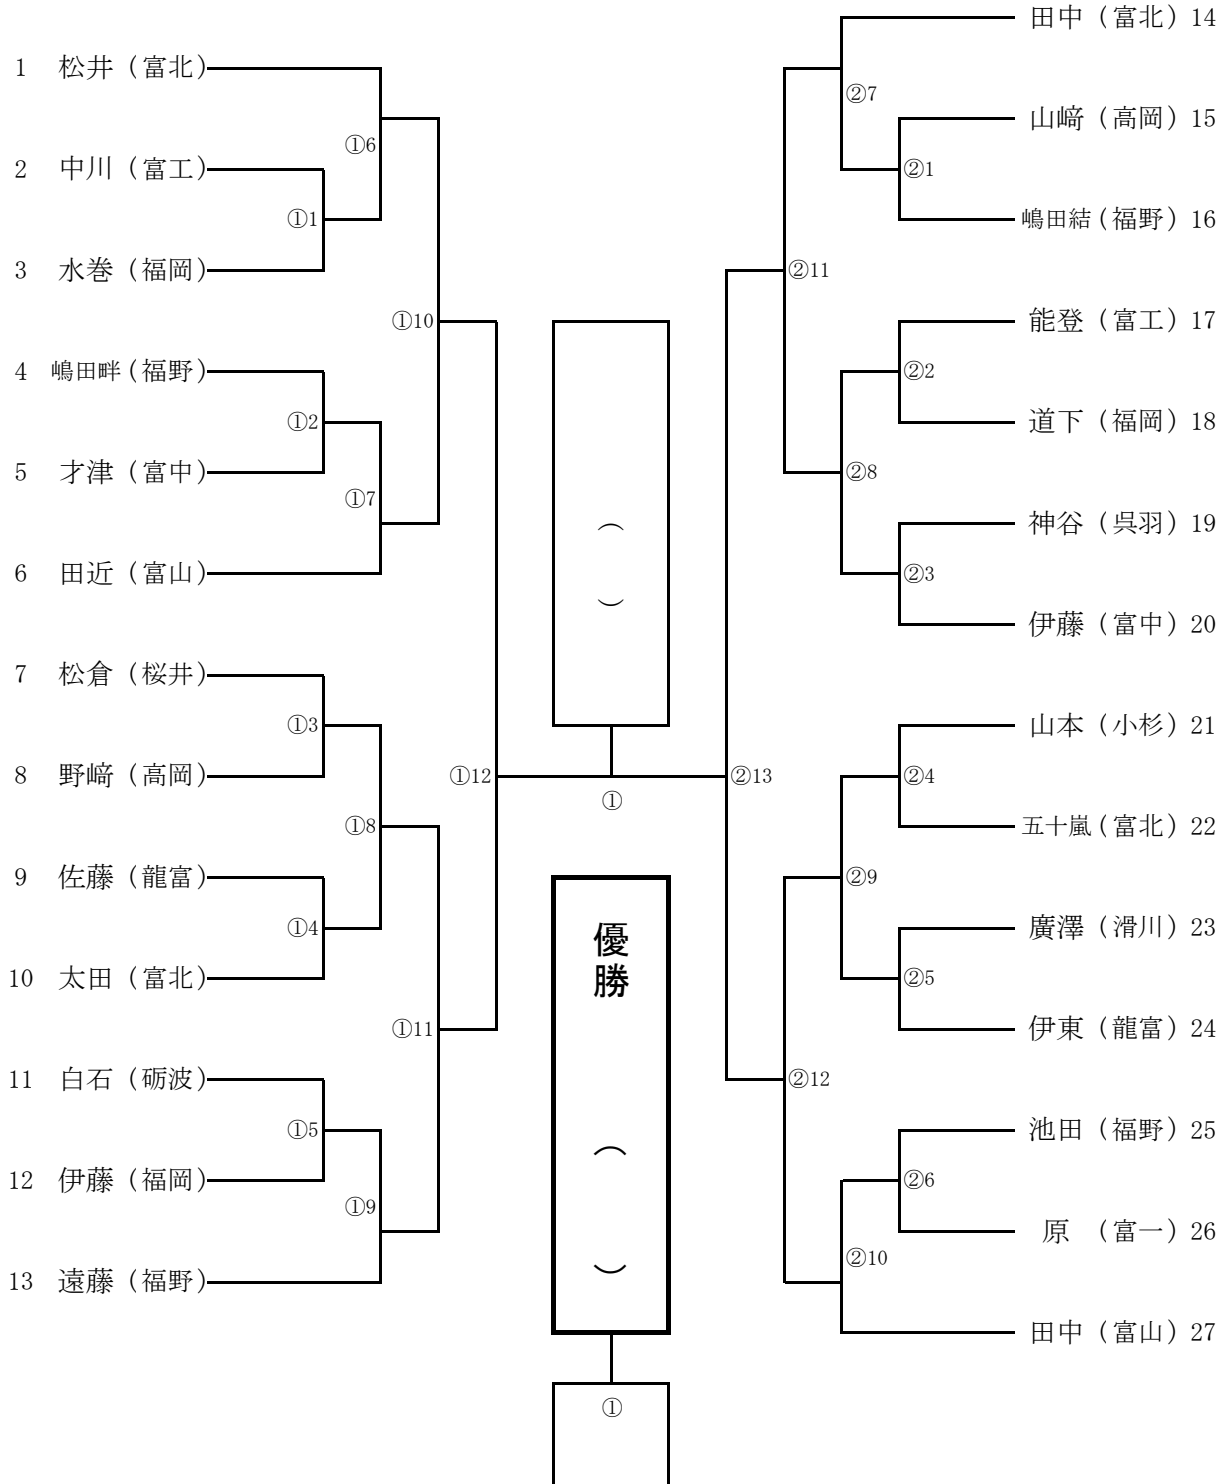 1 松井（富北）
①6
2 中川（富工）
①1
3 水巻（福岡）
①10
4 嶋田畔（福野）
①2
5 才津（富中）
①7
6 田近（富山）
7 松倉（桜井）
①3
8 野﨑（高岡）
①12
①8
9 佐藤（龍富）
①4
10 太田（富北）
①11
11 白石（砺波）
①5
12 伊藤（福岡）
①9
13 遠藤（福野）
（ ）
①
優勝
（ ）
①
田中（富北）14
②7
山﨑（高岡）15
②1
嶋田結（福野）16
②11
能登（富工）17
②2
道下（福岡）18
②8
神谷（呉羽）19
②3
伊藤（富中）20
山本（小杉）21
②13
②4
五十嵐（富北）22
②9
廣澤（滑川）23
②5
伊東（龍富）24
②12
池田（福野）25
②6
原 （富一）26
②10
田中（富山）27